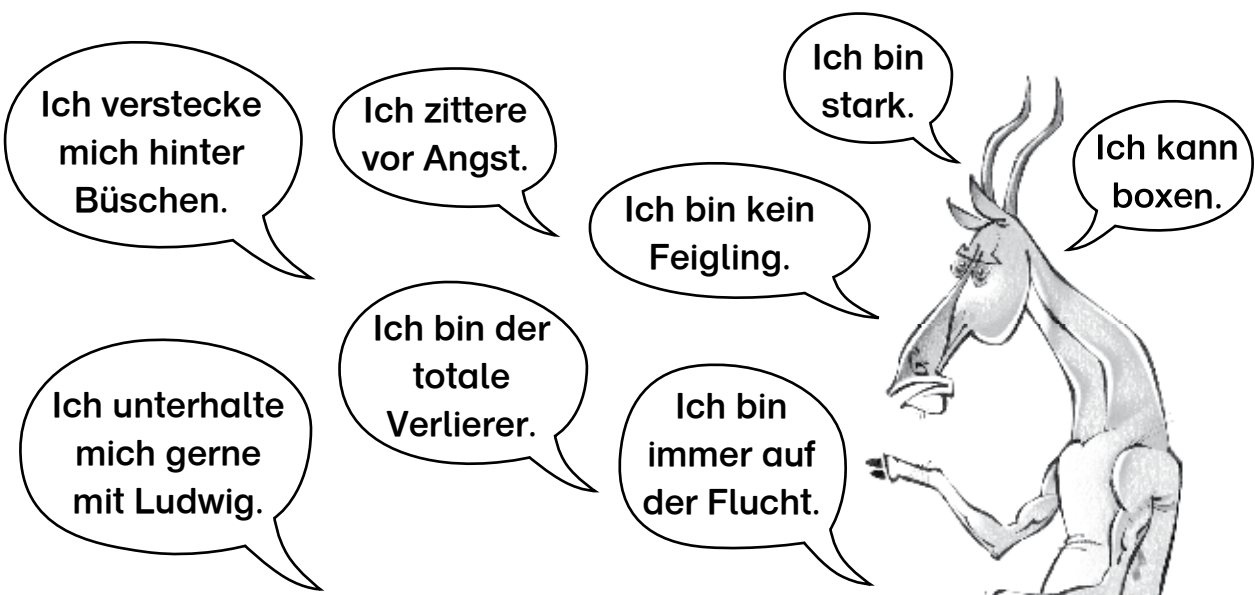 Ich verstecke
mich hinter
Büschen.
Ich zittere
vor Angst.
Ich bin
stark.
Ich kann
boxen.
Ich bin kein
Feigling.
Ich bin der
totale
Verlierer.
Ich unterhalte
mich gerne
mit Ludwig.
Ich bin
immer auf
der Flucht.